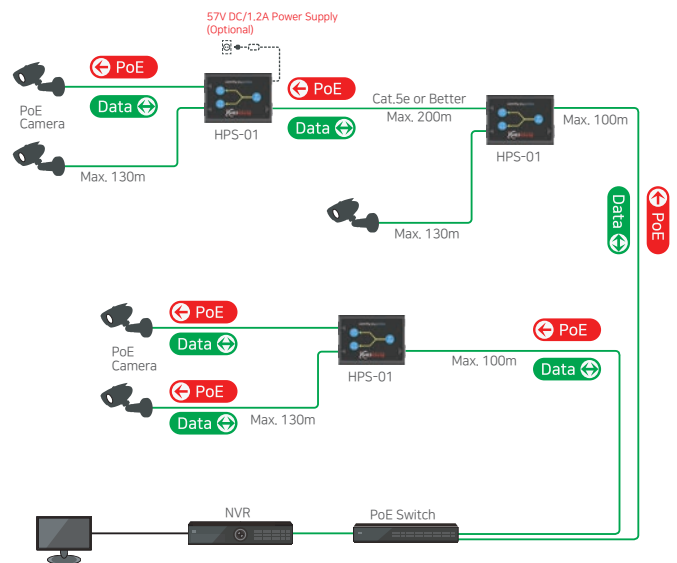 57V DC/1.2A Power Supply
(Optional)
PoE
Data
PoE
Camera
Max. 130m
HPS-01
PoE
Data
Cat.5e or Better
Max. 200m
HPS-01
Max. 100m
Max. 130m
Data
PoE
PoE
Data
PoE
Camera
PoE
Data
Max. 130m
HPS-01
Max. 100m
PoE
Data
NVR
PoE Switch